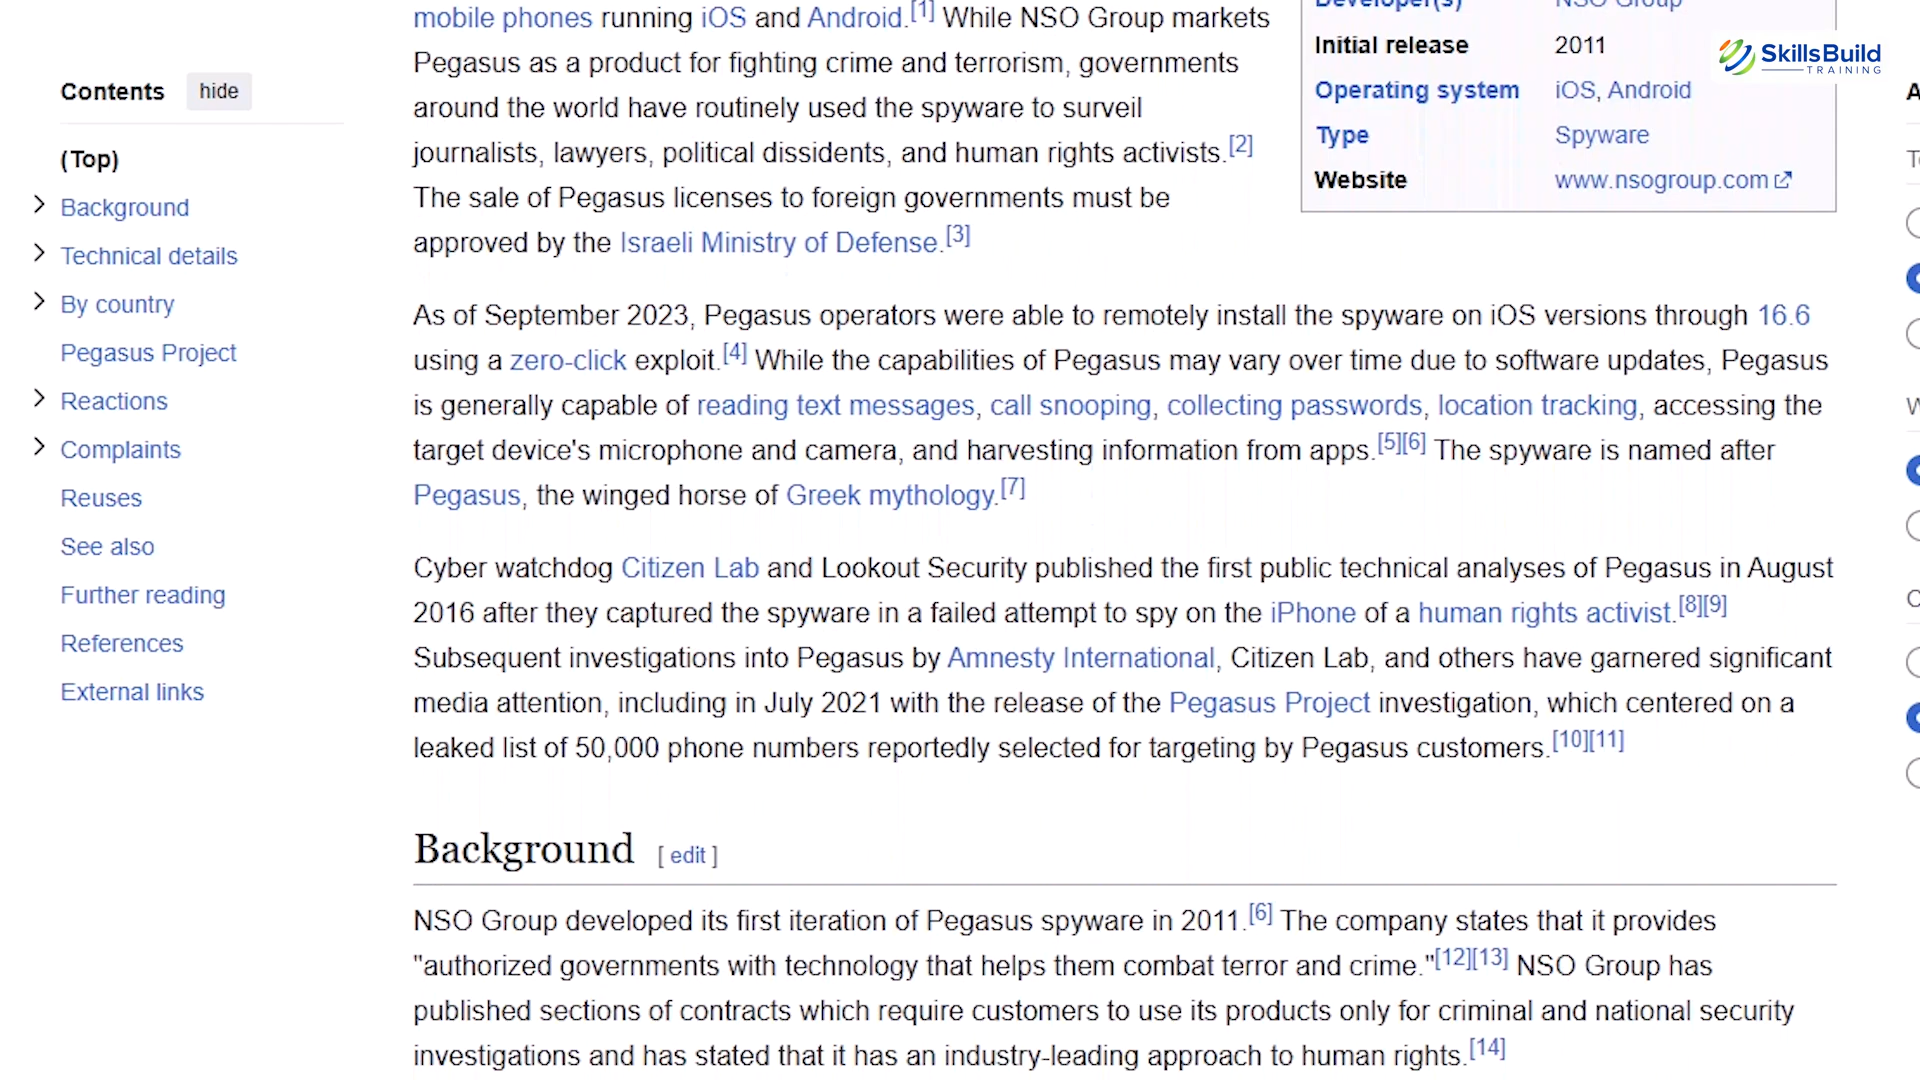 mobile phones running iOS and Android.[1] While NSO Group markets
Pegasus as a product for fighting crime and terrorism, governments
around the world have routinely used the spyware to surveil
journalists, lawyers, political dissidents, and human rights activists.[2]
The sale of Pegasus licenses to foreign governments must be
approved by the Israeli Ministry of Defense.[3]
Developer(s) NSO Group
Initial release 2011
Operating system iOS, Android
Type Spyware
Website www.nsogroup.com
SkillsBuild
TRAINING
Contents hide
(Top)
Background
Technical details
By country
Pegasus Project
Reactions
Complaints
Reuses
See also
Further reading
References
External links
As of September 2023, Pegasus operators were able to remotely install the spyware on iOS versions through 16.6
using a zero-click exploit.[4] While the capabilities of Pegasus may vary over time due to software updates, Pegasus
is generally capable of reading text messages, call snooping, collecting passwords, location tracking, accessing the
target device's microphone and camera, and harvesting information from apps.[5][6] The spyware is named after
Pegasus, the winged horse of Greek mythology.[7]
Cyber watchdog Citizen Lab and Lookout Security published the first public technical analyses of Pegasus in August
2016 after they captured the spyware in a failed attempt to spy on the iPhone of a human rights activist.[8][9]
Subsequent investigations into Pegasus by Amnesty International, Citizen Lab, and others have garnered significant
media attention, including in July 2021 with the release of the Pegasus Project investigation, which centered on a
leaked list of 50,000 phone numbers reportedly selected for targeting by Pegasus customers.[10][11]
Background [ edit ]
NSO Group developed its first iteration of Pegasus spyware in 2011.[6] The company states that it provides
"authorized governments with technology that helps them combat terror and crime."[12][13] NSO Group has
published sections of contracts which require customers to use its products only for criminal and national security
investigations and has stated that it has an industry-leading approach to human rights.[14]